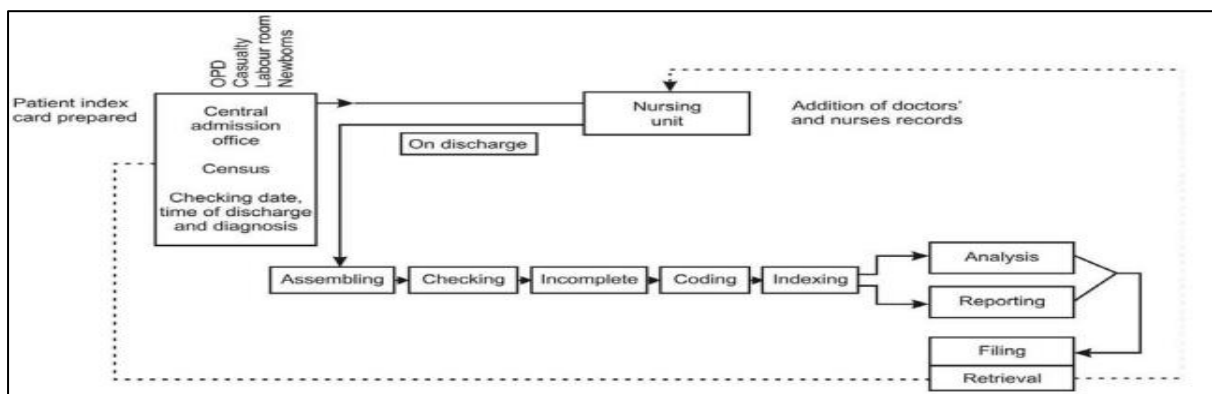 OPD
Casualty
Labour room
Newborns
Patient index
card prepared
Central
admission
office
Census
Checking date,
time of discharge
and diagnosis
Nursing
unit
Addition of doctors'
and nurses records
On discharge
Assembling
Checking
Incomplete
Coding
Indexing
Analysis
Reporting
Filing
Retrieval